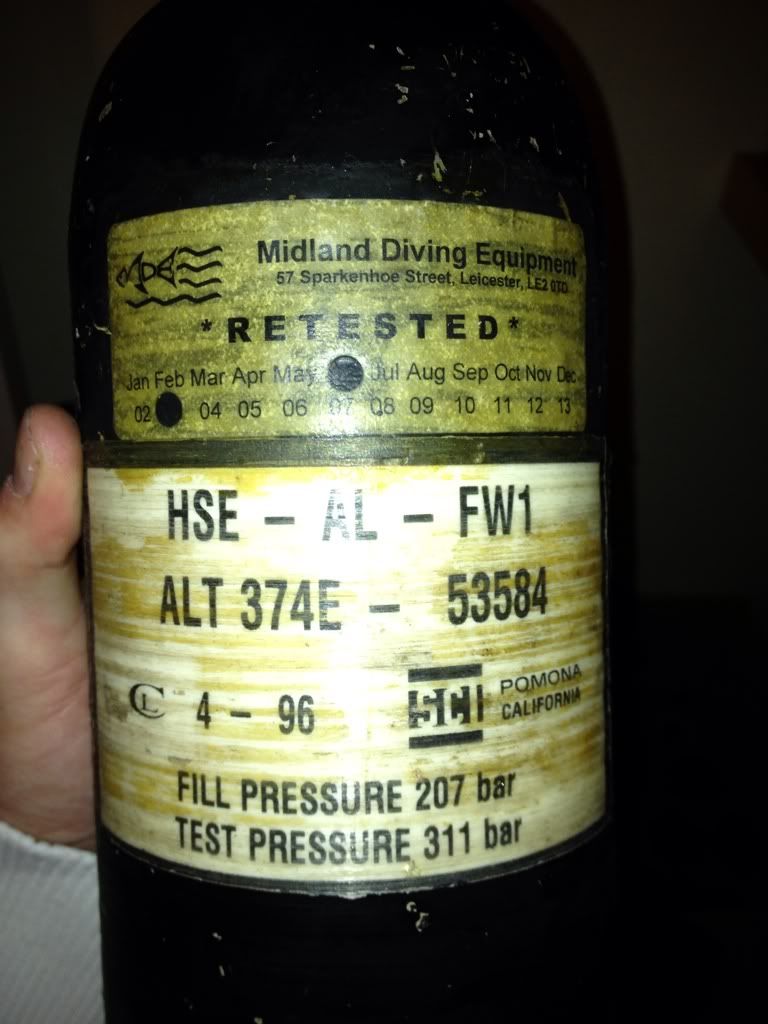 MDE
Midland Diving Equipment
57 Sparkenhoe Street, Leicester, LE2 0TD
*RETESTED*
Jan Feb Mar Apr May Jul Aug Sep Oct Nov Dec
02 04 05 06 07 08 09 10 11 12 13
HSE - AL - FW1
ALT 374E - 53584
4 - 96
SCI POMONA
CALIFORNIA
FILL PRESSURE 207 bar
TEST PRESSURE 311 bar